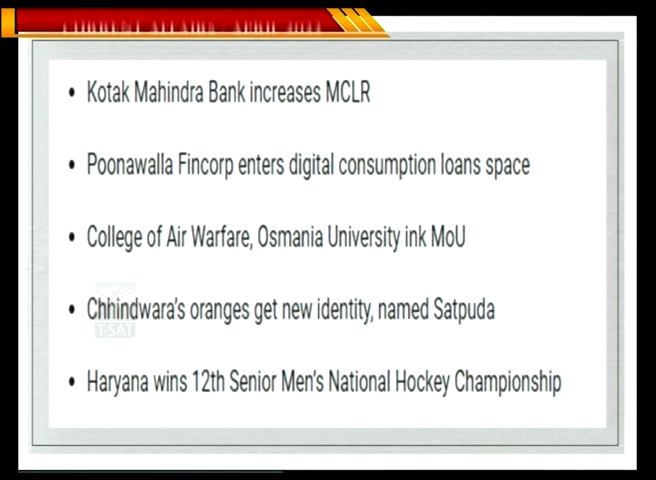 Kotak Mahindra Bank increases MCLR
Poonawalla Fincorp enters digital consumption loans space
College of Air Warfare, Osmania University ink MoU
Chhindwara's oranges get new identity, named Satpuda
T-SAT
Haryana wins 12th Senior Men's National Hockey Championship